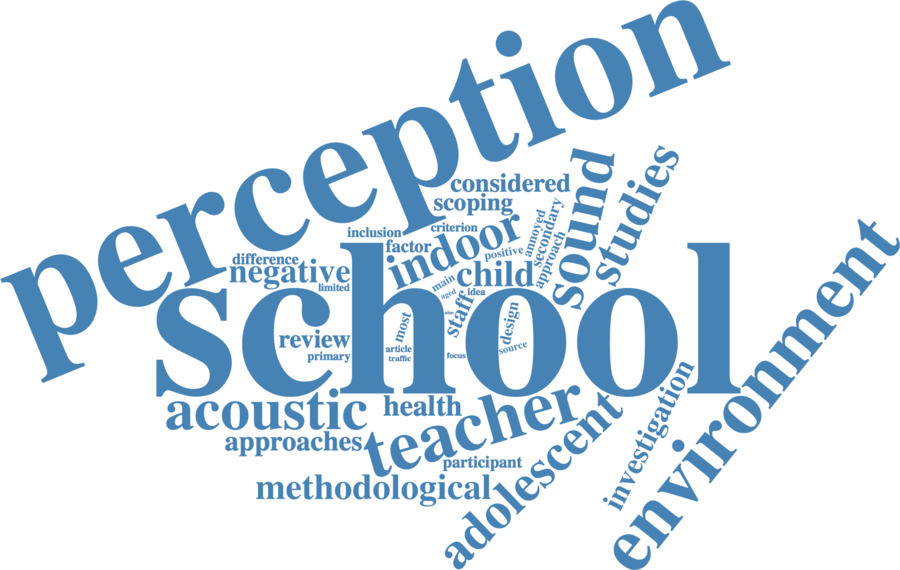 perception
considered
scoping
sound
studies
inclusion
criterion
factor
indoor
annoyed
secondary
approach
positive
difference
negative
limited
main
child
aged
idea
staff
school
environment
most
design
source
review
primary
article
traffic
focus
acoustic
health
teacher
approaches
participant
methodological
adolescent
investigation